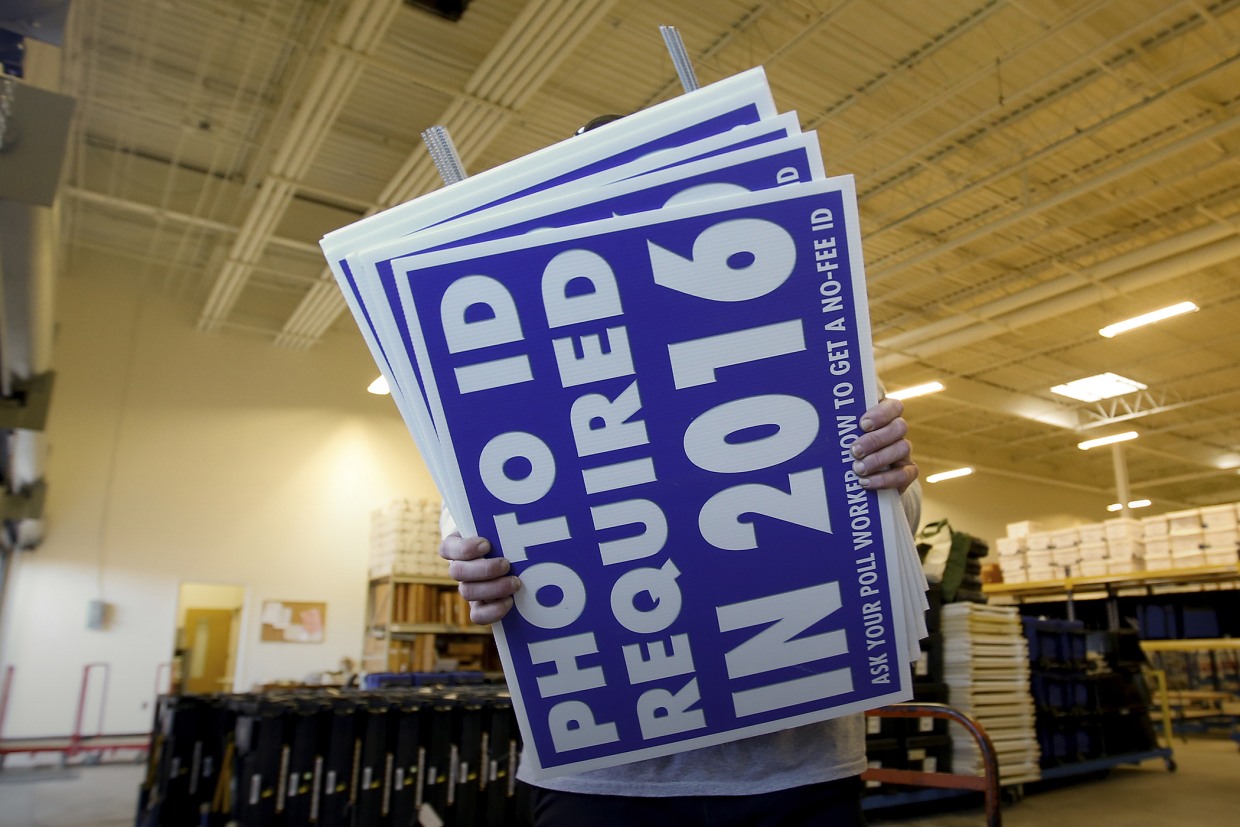 PHOTO ID
REQUIRED
IN 2016
ASK YOUR POLL WORKER HOW TO GET A NO-FEE ID
D